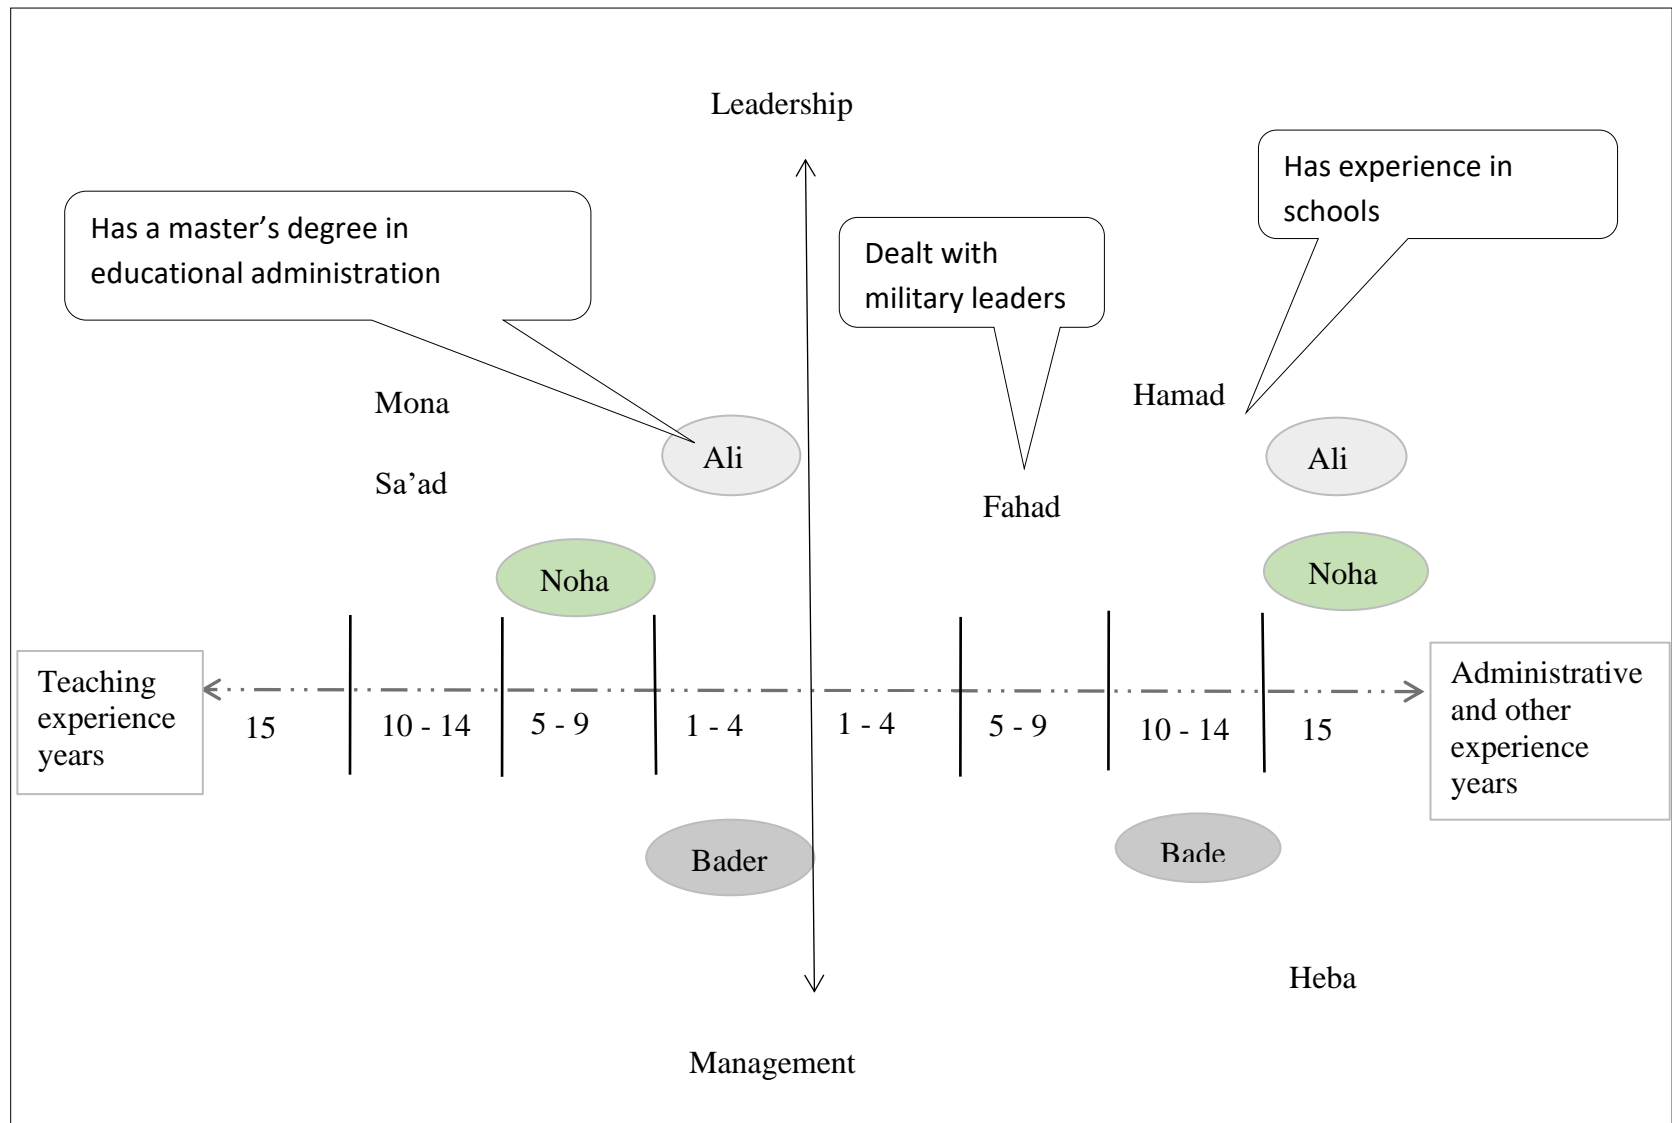 Leadership
Has experience in
schools
Has a master's degree in
educational administration
Dealt with
military leaders
Mona
Hamad
Ali
Ali
Sa'ad
Fahad
Noha
Noha
Teaching
experience
years
15
10 - 14
5 - 9
1 - 4
1 - 4
5 - 9
10 - 14
15
Administrative
and other
experience
years
Bader
Bade
Heba
Management